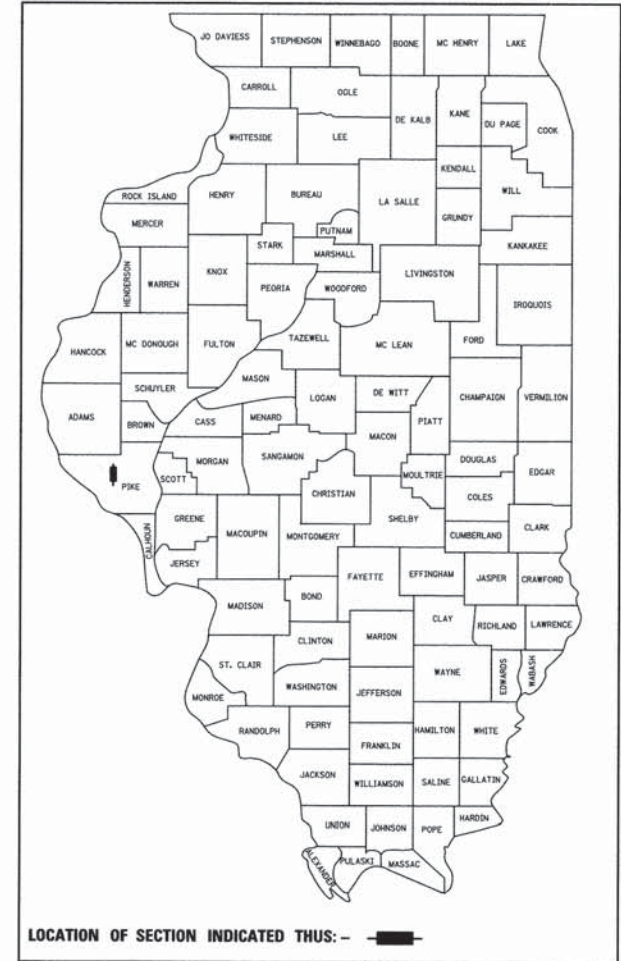 JO DAVIESS
STEPHENSON
WINNEBAGO
BOONE
MC HENRY
LAKE
CARROLL
OGLE
DE KALB
KANE
DU PAGE
COOK
WHITESIDE
LEE
KENDALL
WILL
ROCK ISLAND
HENRY
BUREAU
LA SALLE
GRUNDY
MERCER
PUTNAM
KANKAKEE
STARK
MARSHALL
HENDERSON
WARREN
KNOX
PEORIA
WOODFORD
LIVINGSTON
IROQUOIS
HANCOCK
MC DONOUGH
FULTON
TAZEWELL
MC LEAN
FORD
MASON
SCHUYLER
LOGAN
DE WITT
CHAMPAIGN
VERMILION
ADAMS
BROWN
CASS
MENARD
PIATT
MACON
PIKE
SCOTT
MORGAN
SANGAMON
MOULTRIE
DOUGLAS
EDGAR
CHRISTIAN
COLES
GREENE
SHELBY
CALHOUN
MACOUPIN
MONTGOMERY
CUMBERLAND
CLARK
JERSEY
FAYETTE
EFFINGHAM
JASPER
CRAWFORD
MADISON
BOND
CLAY
RICHLAND
LAWRENCE
CLINTON
MARION
ST. CLAIR
WAYNE
EDWARDS
WABASH
WASHINGTON
JEFFERSON
MONROE
RANDOLPH
PERRY
HAMILTON
WHITE
FRANKLIN
JACKSON
WILLIAMSON
SALINE
GALLATIN
UNION
JOHNSON
POPE
HARDIN
ALEXANDER
PULASKI
MASSAC
LOCATION OF SECTION INDICATED THUS: -